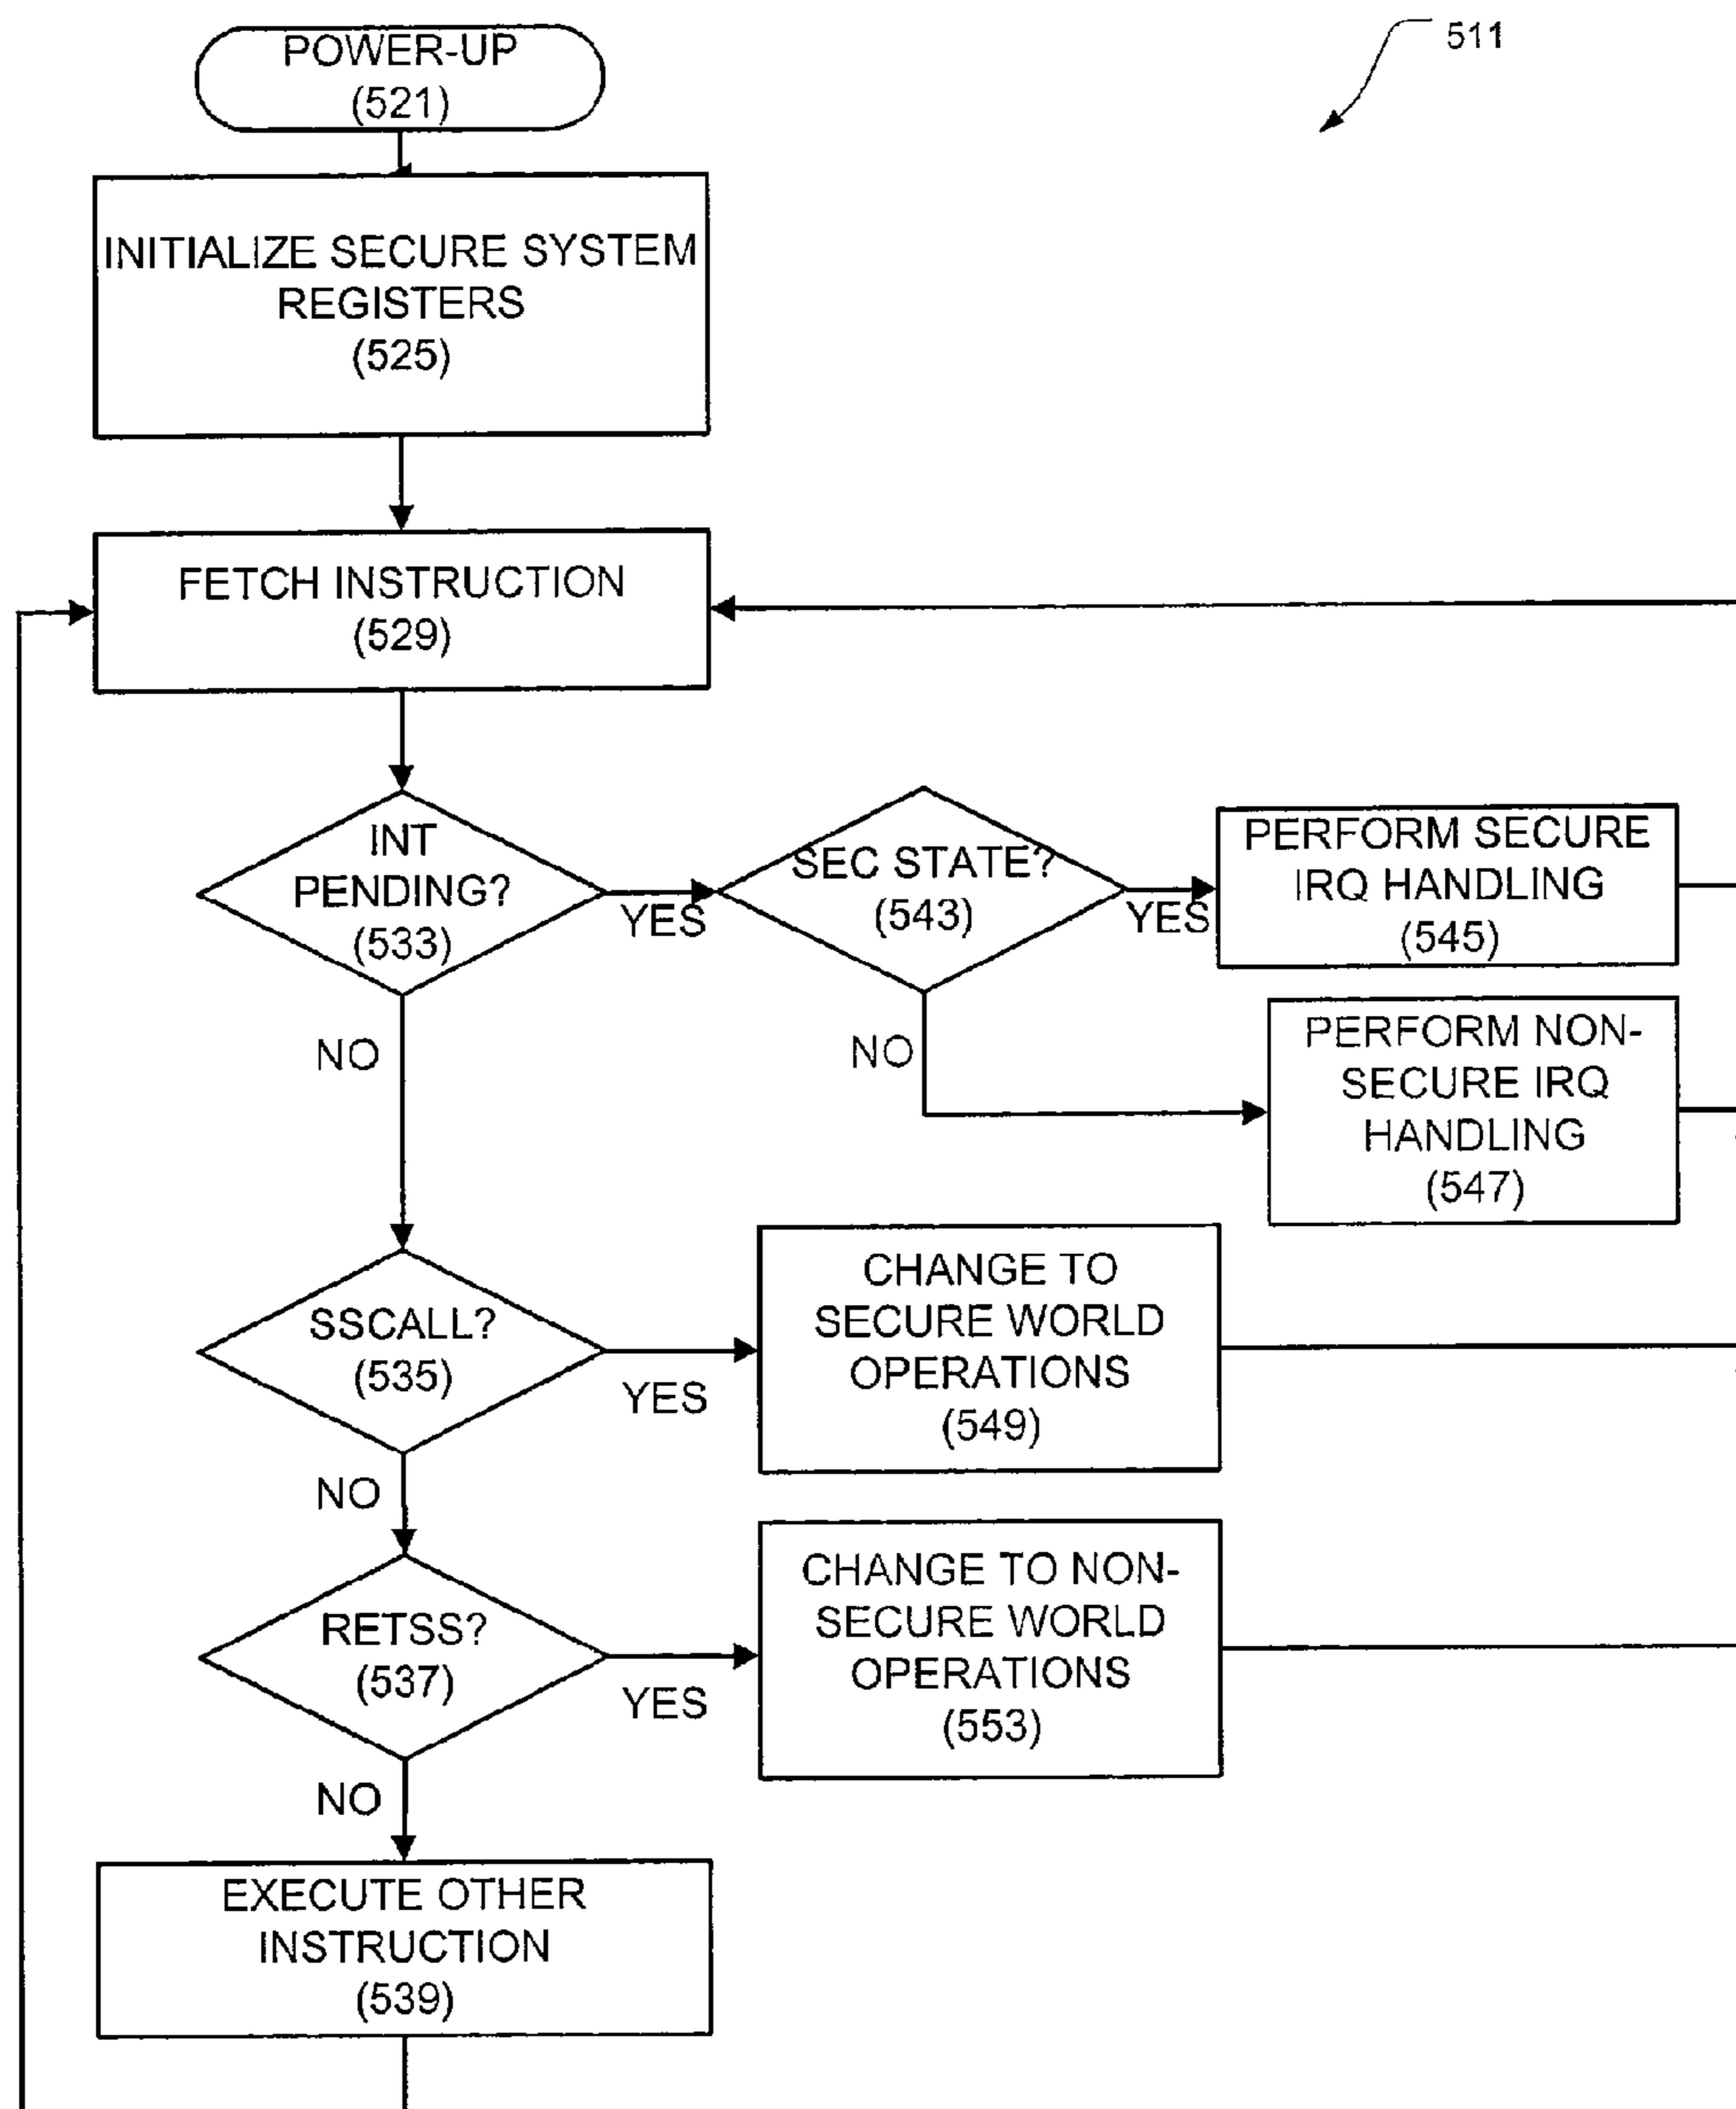 511
POWER-UP
(521)
INITIALIZE SECURE SYSTEM
REGISTERS
(525)
FETCH INSTRUCTION
(529)
INT
PENDING?
(533)
YES
SEC STATE?
(543)
YES
PERFORM SECURE
IRQ HANDLING
(545)
NO
NO
PERFORM NON-
SECURE IRQ
HANDLING
(547)
SSCALL?
(535)
YES
CHANGE TO
SECURE WORLD
OPERATIONS
(549)
NO
RETSS?
(537)
YES
CHANGE TO NON-
SECURE WORLD
OPERATIONS
(553)
NO
EXECUTE OTHER
INSTRUCTION
(539)